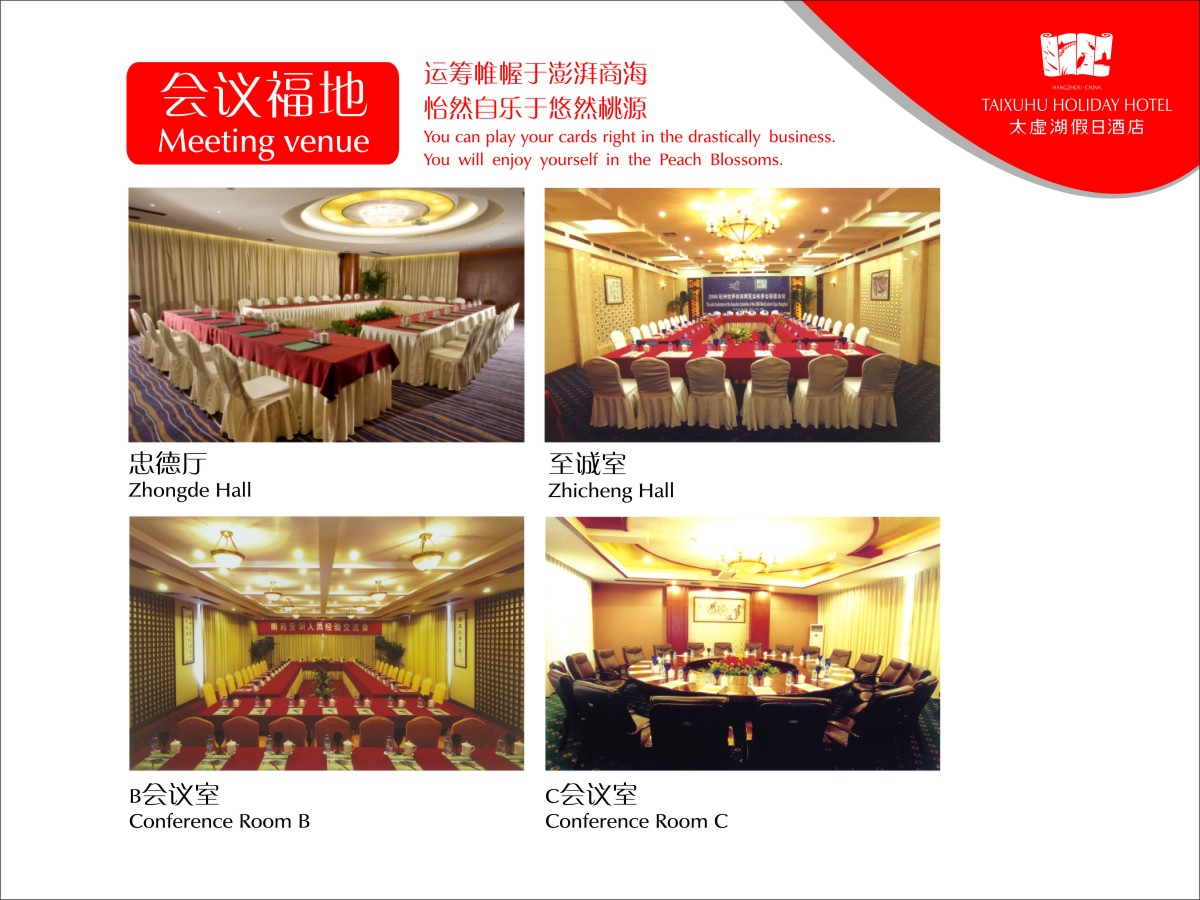 会议福地
Meeting venue
运筹帷幄于澎湃商海
怡然自乐于悠然桃源
You can play your cards right in the drastically business.
You will enjoy yourself in the Peach Blossoms.
HANGZHOU·CHINA
TAIXUHU HOLIDAY HOTEL
太虚湖假日酒店
忠德厅
Zhongde Hall
至诚室
Zhicheng Hall
B会议室
Conference Room B
C会议室
Conference Room C